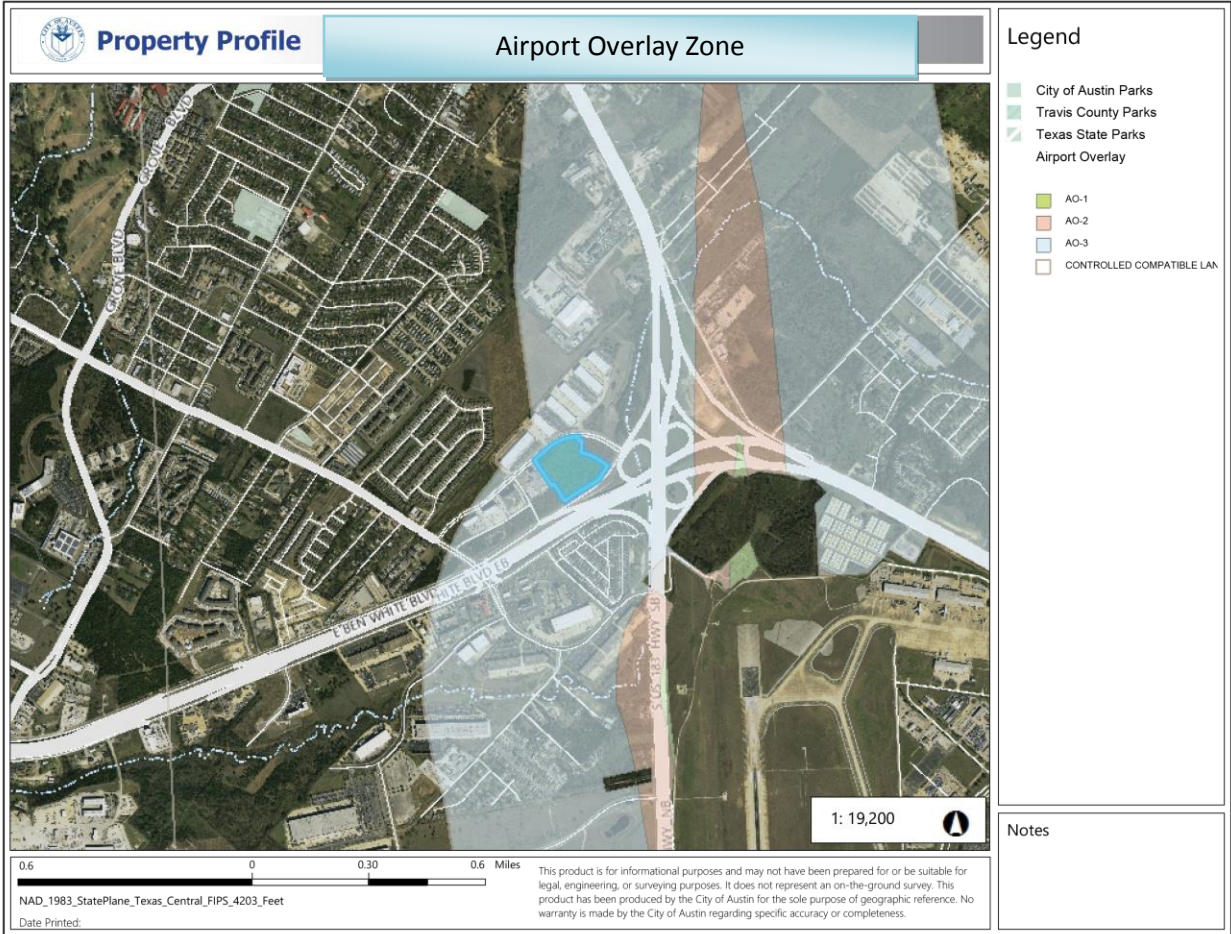 CITY OF AUSTIN
Property Profile
Airport Overlay Zone
GROVE BLVD
GROVE BLVD
GROVE BLVD
E BEN WHITE BLVD
HITE BLVD EB
S US 183 HWY SB
WY NB
1: 19,200
Legend
City of Austin Parks
Travis County Parks
Texas State Parks
Airport Overlay
AO-1
AO-2
AO-3
CONTROLLED COMPATIBLE LAN
Notes
0.6 0 0.30 0.6 Miles
NAD_1983_StatePlane_Texas_Central_FIPS_4203_Feet
Date Printed:
This product is for informational purposes and may not have been prepared for or be suitable for
legal, engineering, or surveying purposes. It does not represent an on-the-ground survey. This
product has been produced by the City of Austin for the sole purpose of geographic reference. No
warranty is made by the City of Austin regarding specific accuracy or completeness.